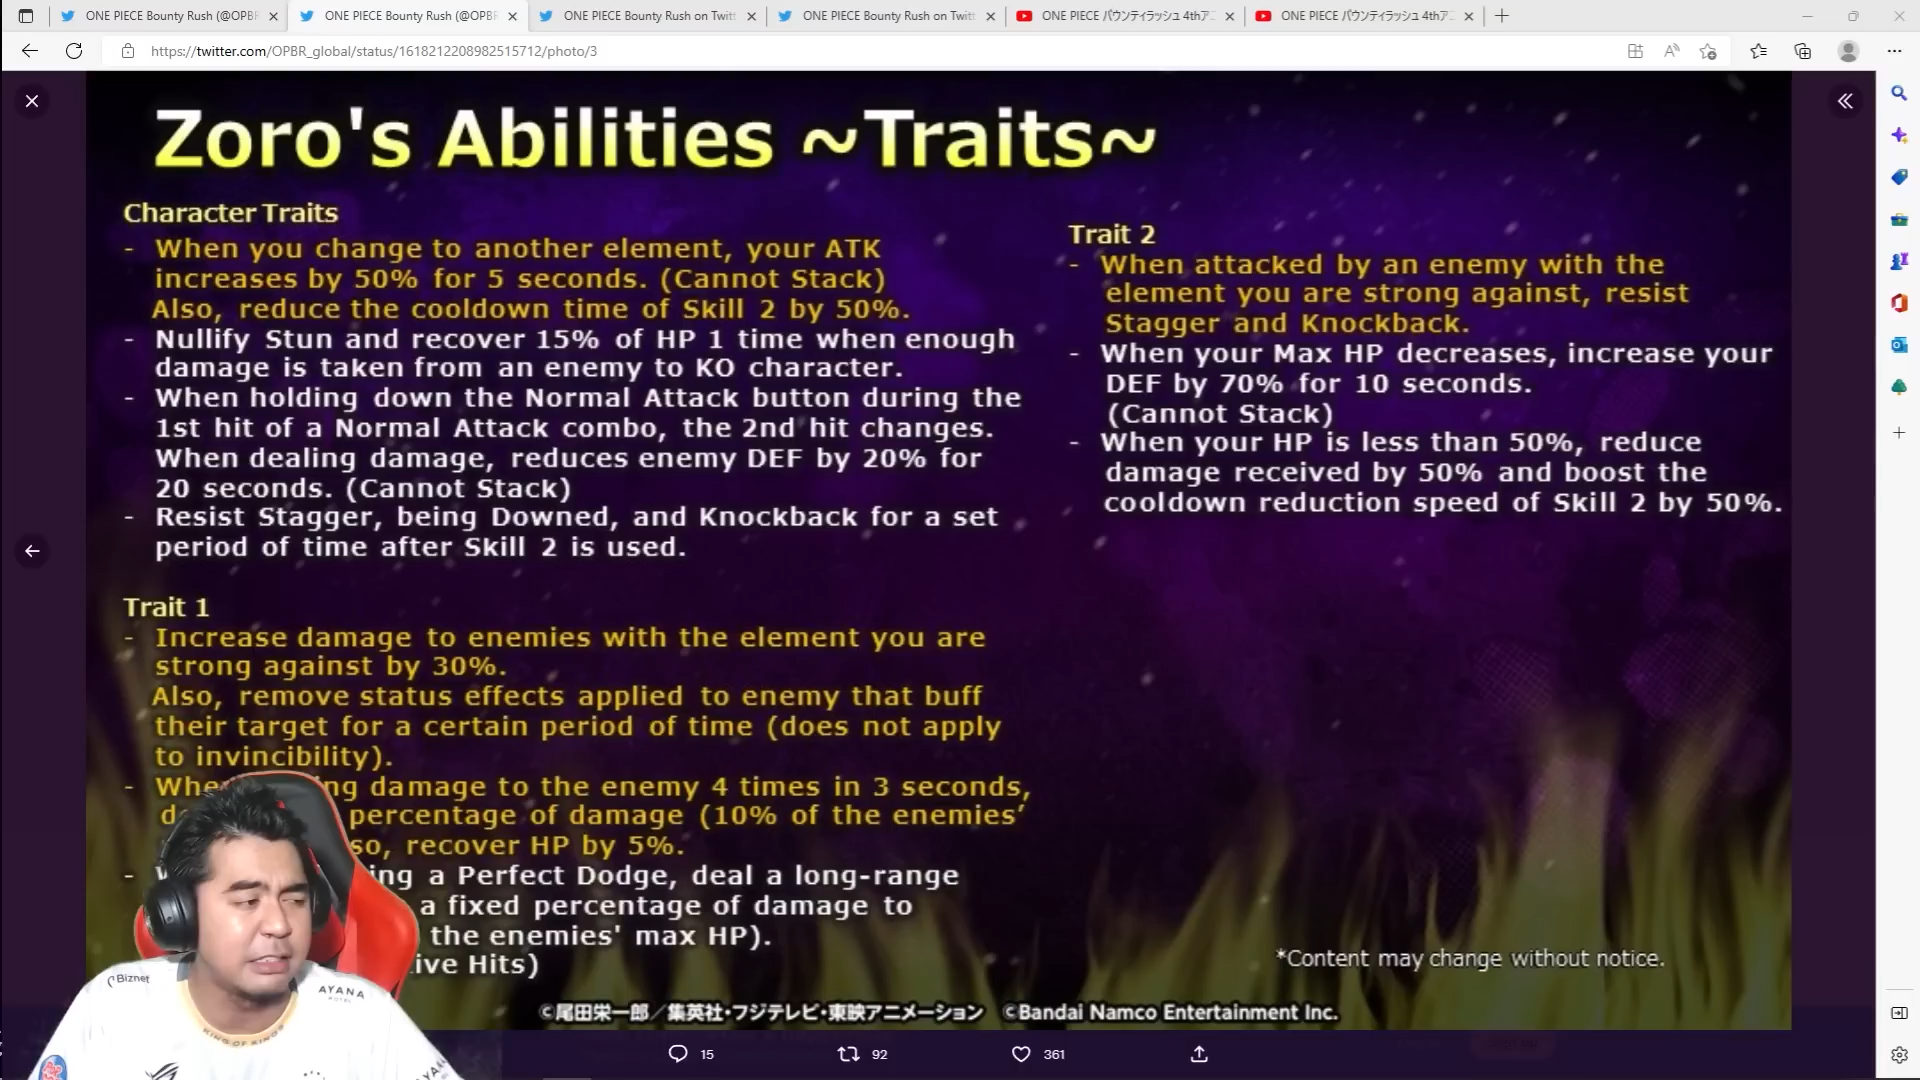 ONE PIECE Bounty Rush (@OPBR
ONE PIECE Bounty Rush (@OPBR
ONE PIECE Bounty Rush on Twitt
ONE PIECE Bounty Rush on Twitt
ONE PIECE バウンティラッシュ 4thア
ONE PIECE バウンティラッシュ 4thア
https://twitter.com/OPBR_global/status/1618212208982515712/photo/3
Zoro's Abilities ~Traits~
Character Traits
- When you change to another element, your ATK
increases by 50% for 5 seconds. (Cannot Stack)
Also, reduce the cooldown time of Skill 2 by 50%.
- Nullify Stun and recover 15% of HP 1 time when enough
damage is taken from an enemy to KO character.
- When holding down the Normal Attack button during the
1st hit of a Normal Attack combo, the 2nd hit changes.
When dealing damage, reduces enemy DEF by 20% for
20 seconds. (Cannot Stack)
- Resist Stagger, being Downed, and Knockback for a set
period of time after Skill 2 is used.
Trait 1
- Increase damage to enemies with the element you are
strong against by 30%.
Also, remove status effects applied to enemy that buff
their target for a certain period of time (does not apply
to invincibility).
- Whe ng damage to the enemy 4 times in 3 seconds,
percentage of damage (10% of the enemies'
so, recover HP by 5%.
- ing a Perfect Dodge, deal a long-range
a fixed percentage of damage to
the enemies' max HP).
ive Hits)
Trait 2
- When attacked by an enemy with the
element you are strong against, resist
Stagger and Knockback.
- When your Max HP decreases, increase your
DEF by 70% for 10 seconds.
(Cannot Stack)
- When your HP is less than 50%, reduce
damage received by 50% and boost the
cooldown reduction speed of Skill 2 by 50%.
*Content may change without notice.
©尾田栄一郎／集英社・フジテレビ・東映アニメーション ©Bandai Namco Entertainment Inc.
15
92
361
Biznet
AYANA
KING OF KINGS